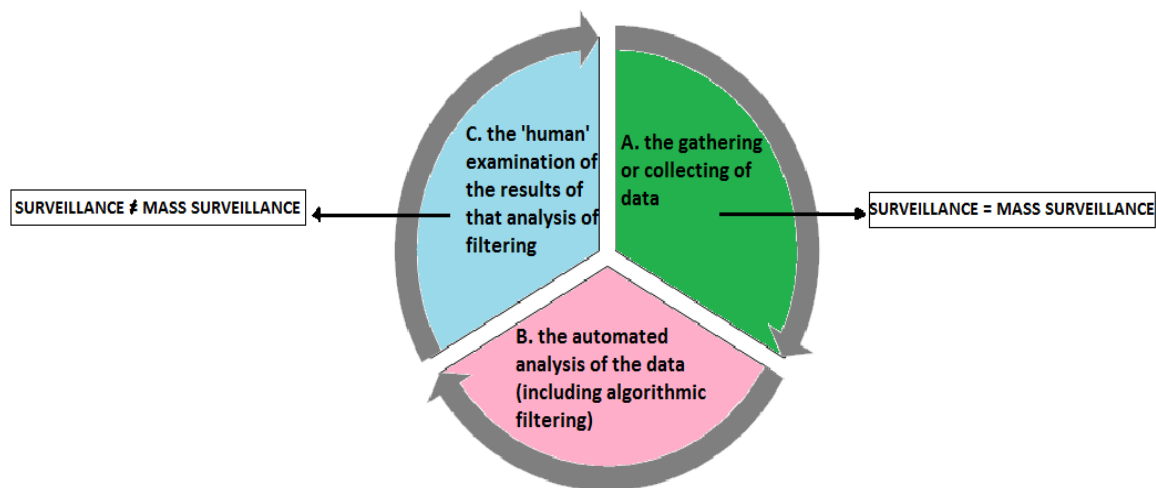 C. the 'human'
examination of
the results of
that analysis of
filtering
A. the gathering
or collecting of
data
SURVEILLANCE ≠ MASS SURVEILLANCE
SURVEILLANCE = MASS SURVEILLANCE
B. the automated
analysis of the data
(including algorithmic
filtering)